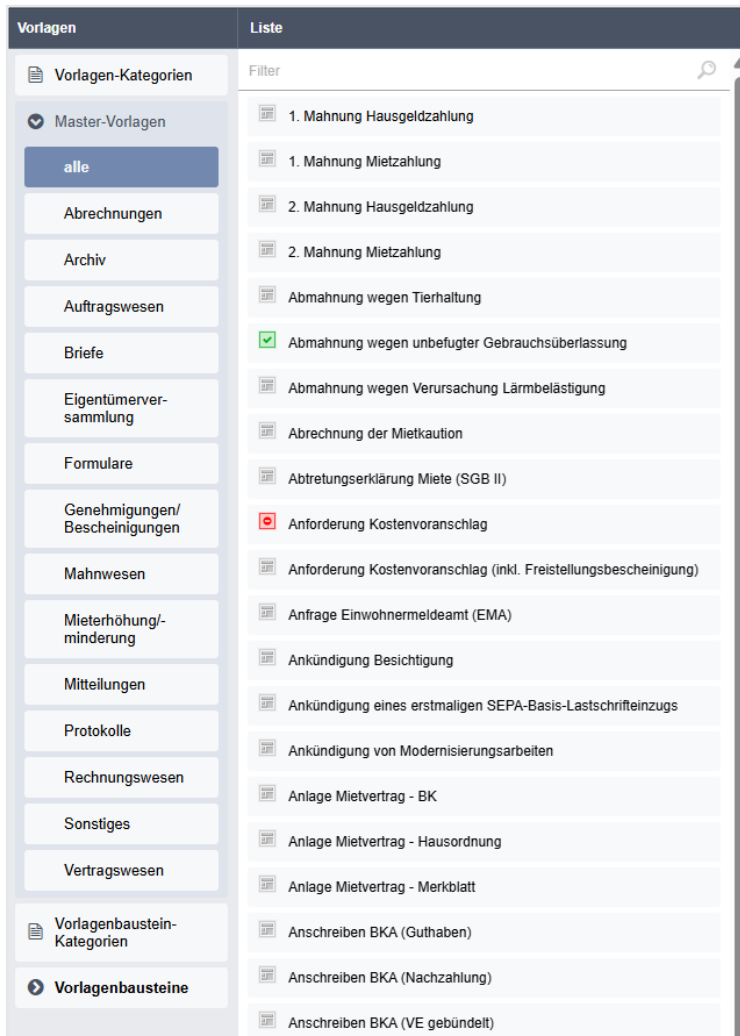 Vorlagen
Vorlagen-Kategorien
Master-Vorlagen
alle
Abrechnungen
Archiv
Auftragswesen
Briefe
Eigentümerver-
sammlung
Formulare
Genehmigungen/
Bescheinigungen
Mahnwesen
Mieterhöhung/-
minderung
Mitteilungen
Protokolle
Rechnungswesen
Sonstiges
Vertragswesen
Vorlagenbaustein-
Kategorien
Vorlagenbausteine
Liste
Filter
1. Mahnung Hausgeldzahlung
1. Mahnung Mietzahlung
2. Mahnung Hausgeldzahlung
2. Mahnung Mietzahlung
Abmahnung wegen Tierhaltung
Abmahnung wegen unbefugter Gebrauchsüberlassung
Abmahnung wegen Verursachung Lärmbelästigung
Abrechnung der Mietkaution
Abtretungserklärung Miete (SGB II)
Anforderung Kostenvoranschlag
Anforderung Kostenvoranschlag (inkl. Freistellungsbescheinigung)
Anfrage Einwohnermeldeamt (EMA)
Ankündigung Besichtigung
Ankündigung eines erstmaligen SEPA-Basis-Lastschrifteinzugs
Ankündigung von Modernisierungsarbeiten
Anlage Mietvertrag - BK
Anlage Mietvertrag - Hausordnung
Anlage Mietvertrag - Merkblatt
Anschreiben BKA (Guthaben)
Anschreiben BKA (Nachzahlung)
Anschreiben BKA (VE gebündelt)